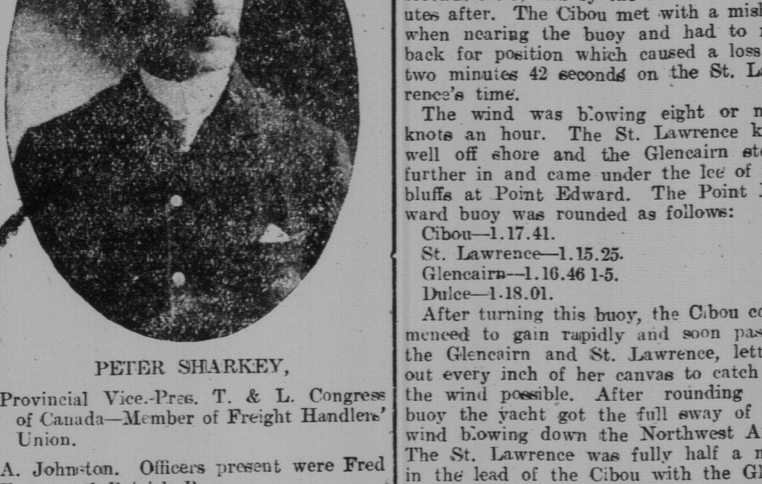 PETER SHARKEY,
Provincial Vice.-Pres. T. & L. Congress
of Canada—Member of Freight Handlers'
Union.
A. Johnston. Officers present were Fred
utes after. The Cibou met with a
when nearing the buoy and had to
back for position which caused a loss
two minutes 42 seconds on the St.
rence's time.
The wind was blowing eight or
knots an hour. The St. Lawrence
well off shore and the Glencairn
further in and came under the lee of
bluffs at Point Edward. The Point
ward buoy was rounded as follows:
Cibou—1.17.41.
St. Lawrence—1.15.25.
Glencairn—1.16.46 1-5.
Dulce—1-18.01.
After turning this buoy, the Cibou
menced to gain rapidly and soon
the Glencairn and St. Lawrence,
out every inch of her canvas to catch
the wind possible. After rounding
buoy the yacht got the full sway of
wind blowing down the Northwest
The St. Lawrence was fully half a
in the lead of the Cibou with the